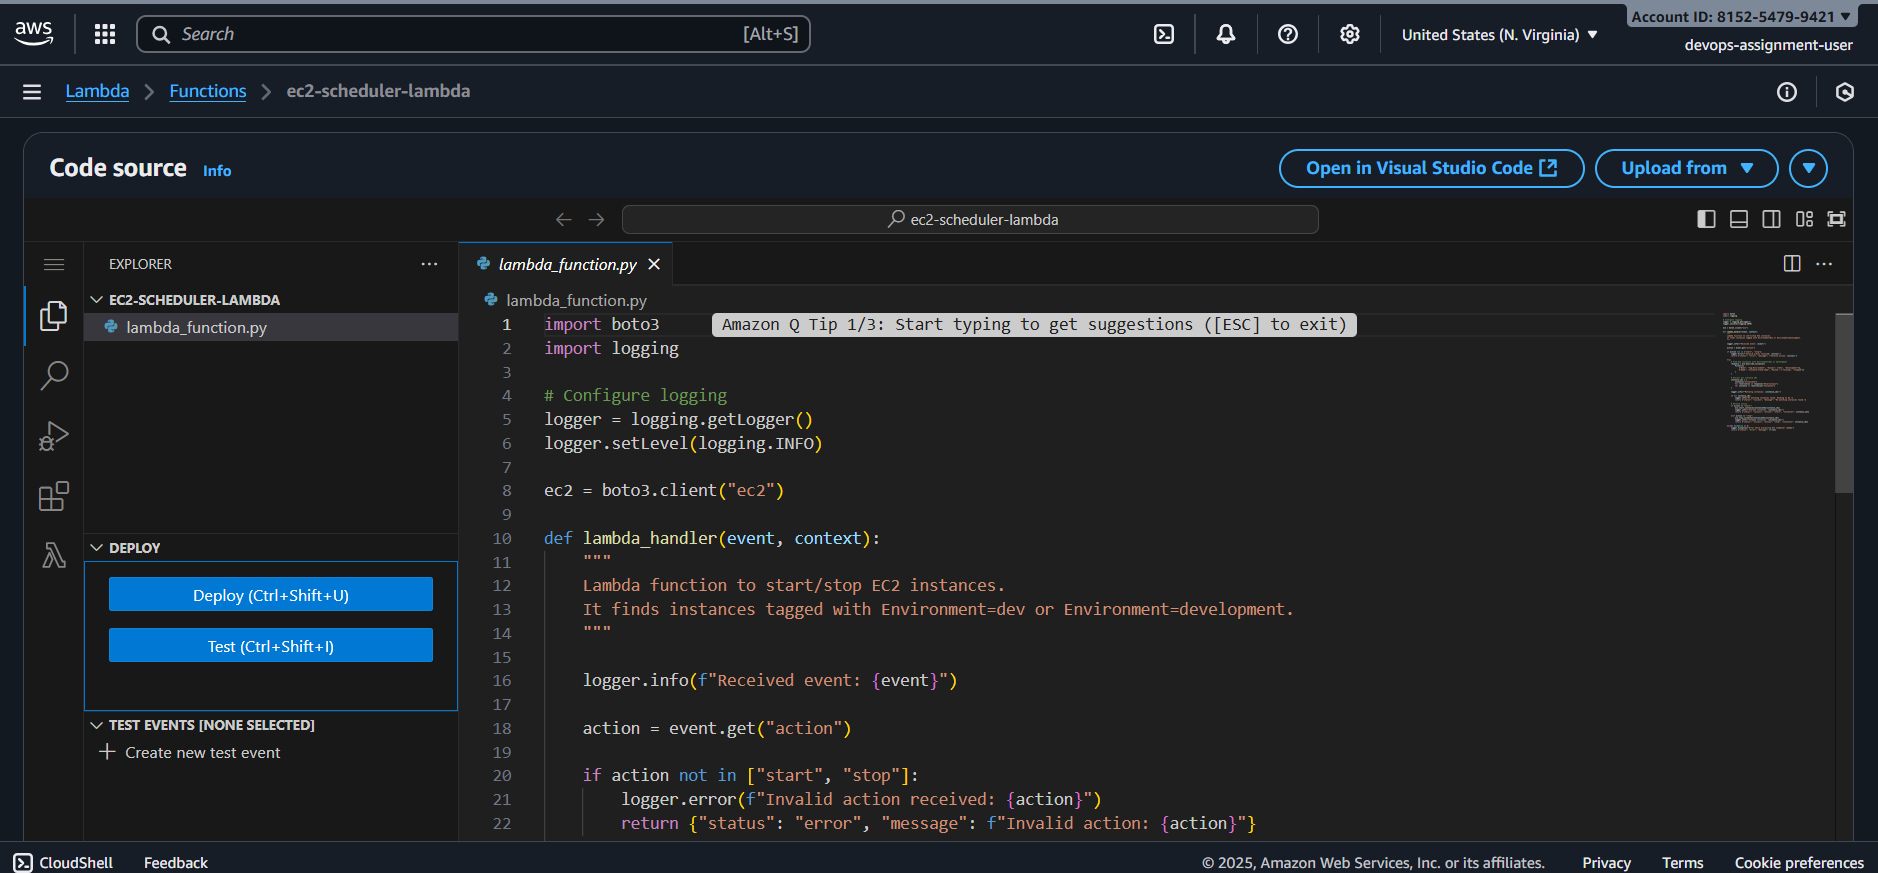 aws
Search [Alt+S]
United States (N. Virginia) ▼
Account ID: 8152-5479-9421 ▼
devops-assignment-user
Lambda > Functions > ec2-scheduler-lambda
Code source Info
Open in Visual Studio Code
Upload from ▼
ec2-scheduler-lambda
EXPLORER
EC2-SCHEDULER-LAMBDA
lambda_function.py
DEPLOY
Deploy (Ctrl+Shift+U)
Test (Ctrl+Shift+I)
TEST EVENTS [NONE SELECTED]
+ Create new test event
lambda_function.py
lambda_function.py
1 import boto3 Amazon Q Tip 1/3: Start typing to get suggestions ([ESC] to exit)
2 import logging
3
4 # Configure logging
5 logger = logging.getLogger()
6 logger.setLevel(logging.INFO)
7
8 ec2 = boto3.client("ec2")
9
10 def lambda_handler(event, context):
11 """
12 Lambda function to start/stop EC2 instances.
13 It finds instances tagged with Environment=dev or Environment=development.
14 """
15
16 logger.info(f"Received event: {event}")
17
18 action = event.get("action")
19
20 if action not in ["start", "stop"]:
21 logger.error(f"Invalid action received: {action}")
22 return {"status": "error", "message": f"Invalid action: {action}"}
CloudShell Feedback © 2025, Amazon Web Services, Inc. or its affiliates. Privacy Terms Cookie preferences